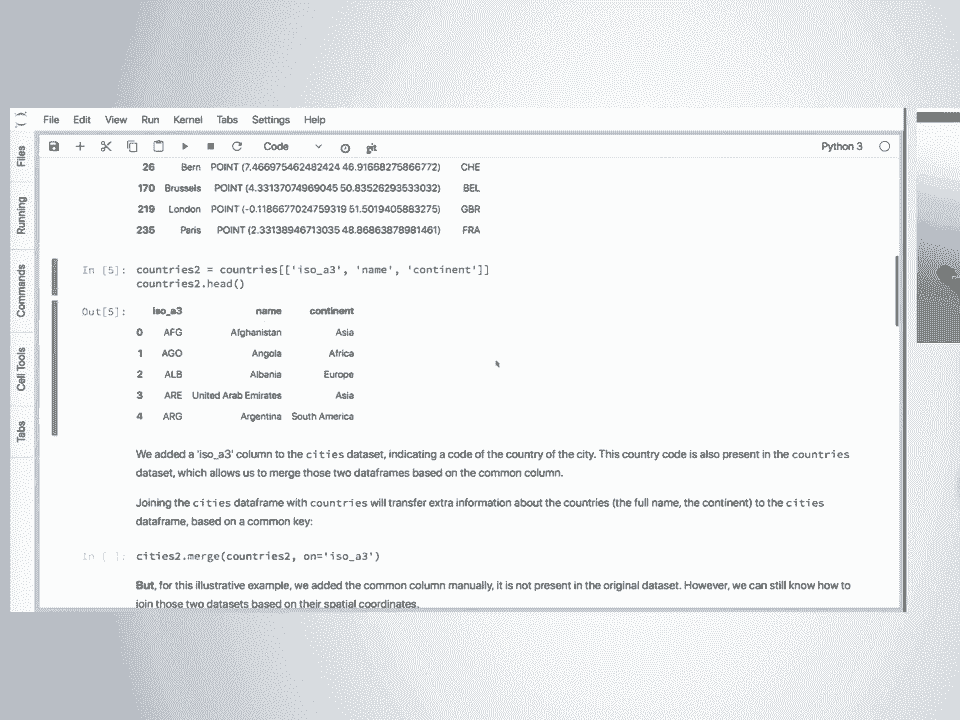 File Edit View Run Kernel Tabs Settings Help
Files
Running
Commands
Cell Tools
Tabs
Code
git
Python 3
26 Bern POINT (7.466975462482424 46.91668275866772) CHE
170 Brussels POINT (4.33137074969045 50.83526293533032) BEL
219 London POINT (-0.1186677024759319 51.5019405883275) GBR
235 Paris POINT (2.33138946713035 48.86863878981461) FRA
In [5]: countries2 = countries[['iso_a3', 'name', 'continent']]
countries2.head()
Out[5]: iso_a3 name continent
0 AFG Afghanistan Asia
1 AGO Angola Africa
2 ALB Albania Europe
3 ARE United Arab Emirates Asia
4 ARG Argentina South America
We added a 'iso_a3' column to the cities dataset, indicating a code of the country of the city. This country code is also present in the countries
dataset, which allows us to merge those two dataframes based on the common column.
Joining the cities dataframe with countries will transfer extra information about the countries (the full name, the continent) to the cities
dataframe, based on a common key:
In [ ]: cities2.merge(countries2, on='iso_a3')
But, for this illustrative example, we added the common column manually, it is not present in the original dataset. However, we can still know how to
join those two datasets based on their spatial coordinates.